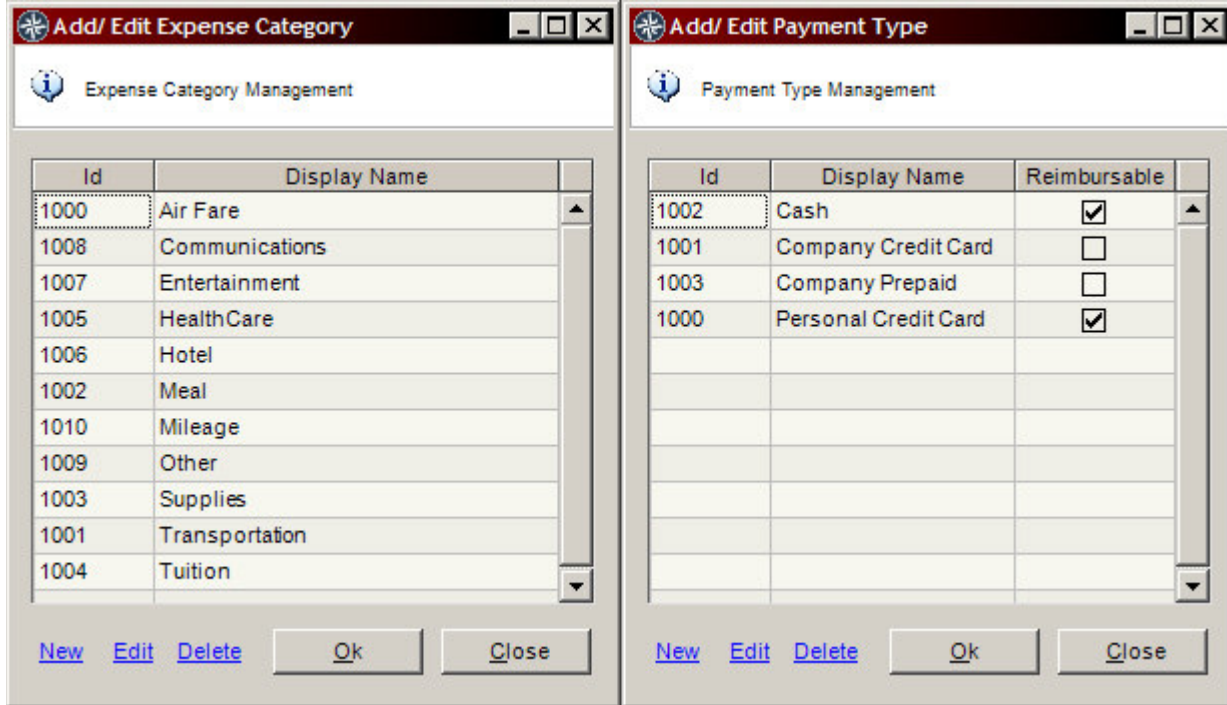 Add/ Edit Expense Category
Expense Category Management
Id Display Name
1000 Air Fare
1008 Communications
1007 Entertainment
1005 HealthCare
1006 Hotel
1002 Meal
1010 Mileage
1009 Other
1003 Supplies
1001 Transportation
1004 Tuition
New Edit Delete Ok Close
Add/ Edit Payment Type
Payment Type Management
Id Display Name Reimbursable
1002 Cash
1001 Company Credit Card
1003 Company Prepaid
1000 Personal Credit Card
New Edit Delete Ok Close